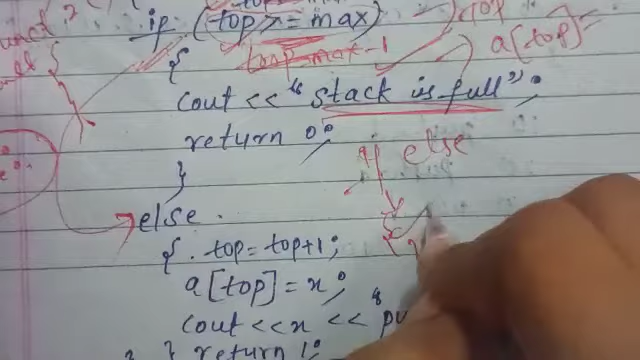 if (top >= max)
top
a[top]=
max-1
{
cout << "stack is full";
return 0;
if else
}
else
{ top = top+1;
a[top] = x;
cout << x << "pu
} return 1;